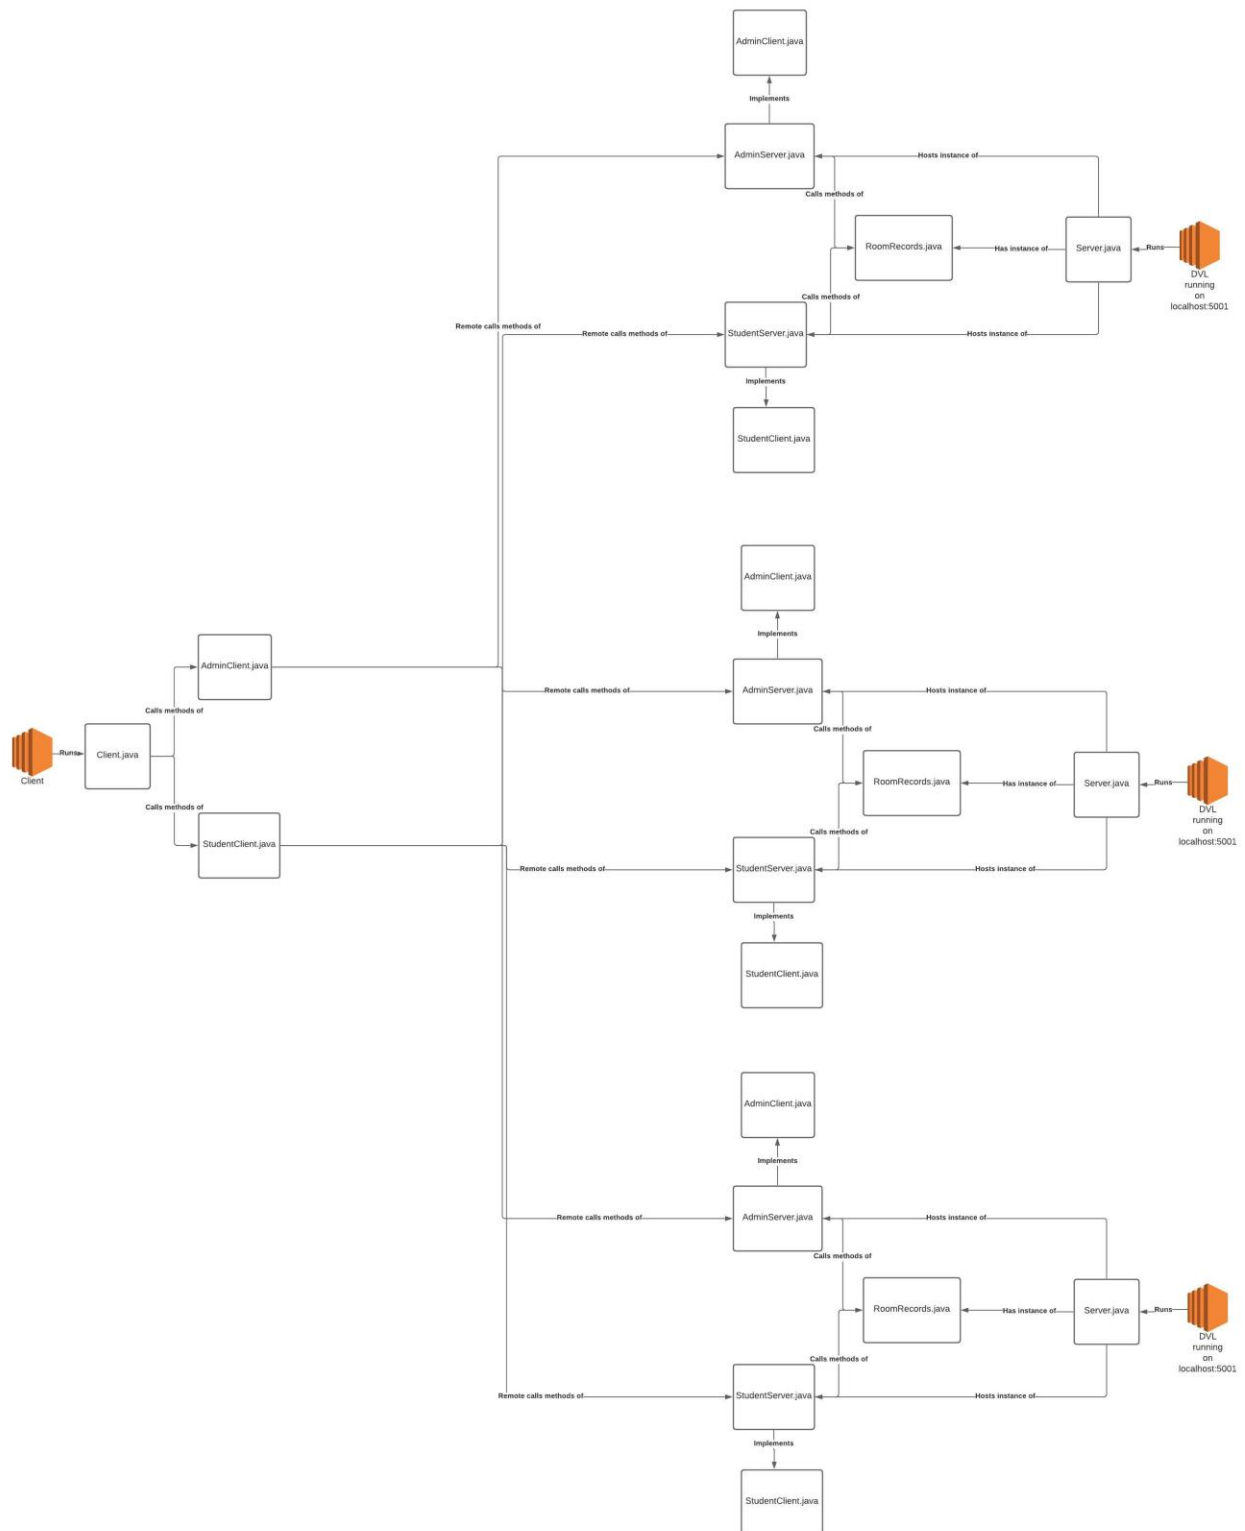 AdminClient.java
Implements
AdminServer.java
Hosts instance of
Calls methods of
RoomRecords.java
Has instance of
Server.java
Runs
DVL
running
on
localhost:5001
Calls methods of
Remote calls methods of
Remote calls methods of
StudentServer.java
Hosts instance of
Implements
StudentClient.java
AdminClient.java
Implements
AdminClient.java
Remote calls methods of
AdminServer.java
Hosts instance of
Calls methods of
Calls methods of
Runs
Client.java
Client
RoomRecords.java
Has instance of
Server.java
Runs
DVL
running
on
localhost:5001
Calls methods of
Calls methods of
StudentClient.java
Remote calls methods of
StudentServer.java
Hosts instance of
Implements
StudentClient.java
AdminClient.java
Implements
Remote calls methods of
AdminServer.java
Hosts instance of
Calls methods of
RoomRecords.java
Has instance of
Server.java
Runs
DVL
running
on
localhost:5001
Calls methods of
Remote calls methods of
StudentServer.java
Hosts instance of
Implements
StudentClient.java